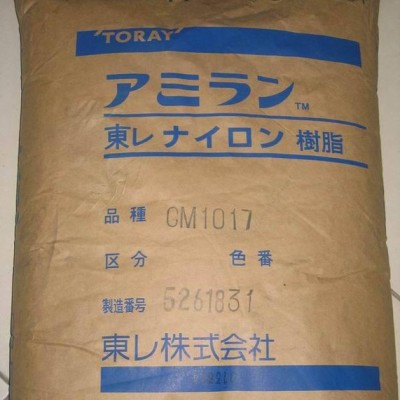 TORAY
アミラン™
東レ ナイロン 樹脂
品種 CM1017
区分 色番
製造番号 5261831
東レ株式会社